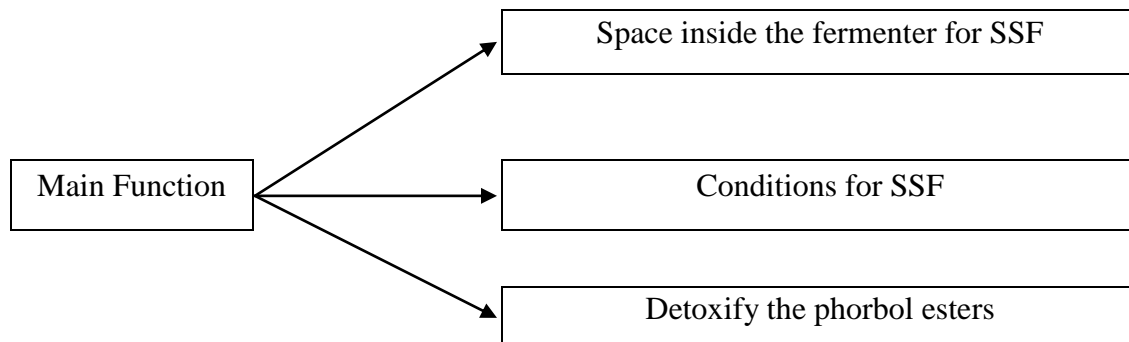 Space inside the fermenter for SSF
Main Function
Conditions for SSF
Detoxify the phorbol esters